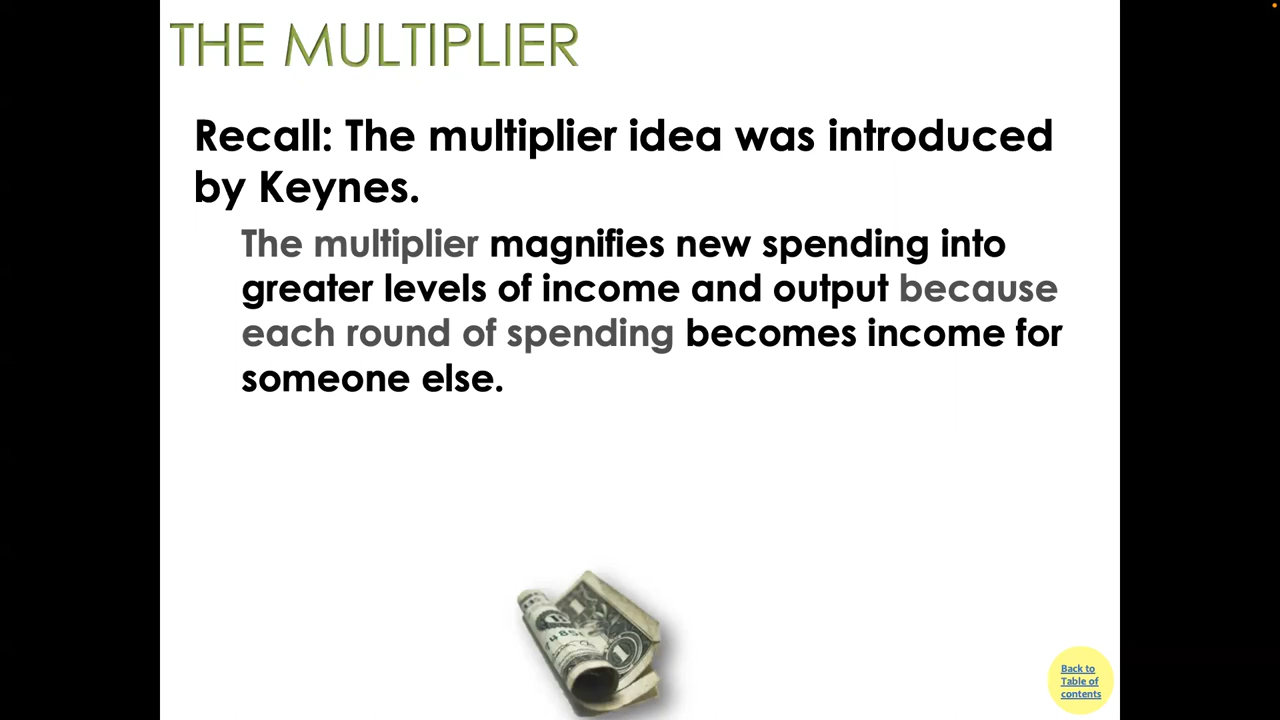 THE MULTIPLIER
Recall: The multiplier idea was introduced
by Keynes.
The multiplier magnifies new spending into
greater levels of income and output because
each round of spending becomes income for
someone else.
Back to
Table of
contents